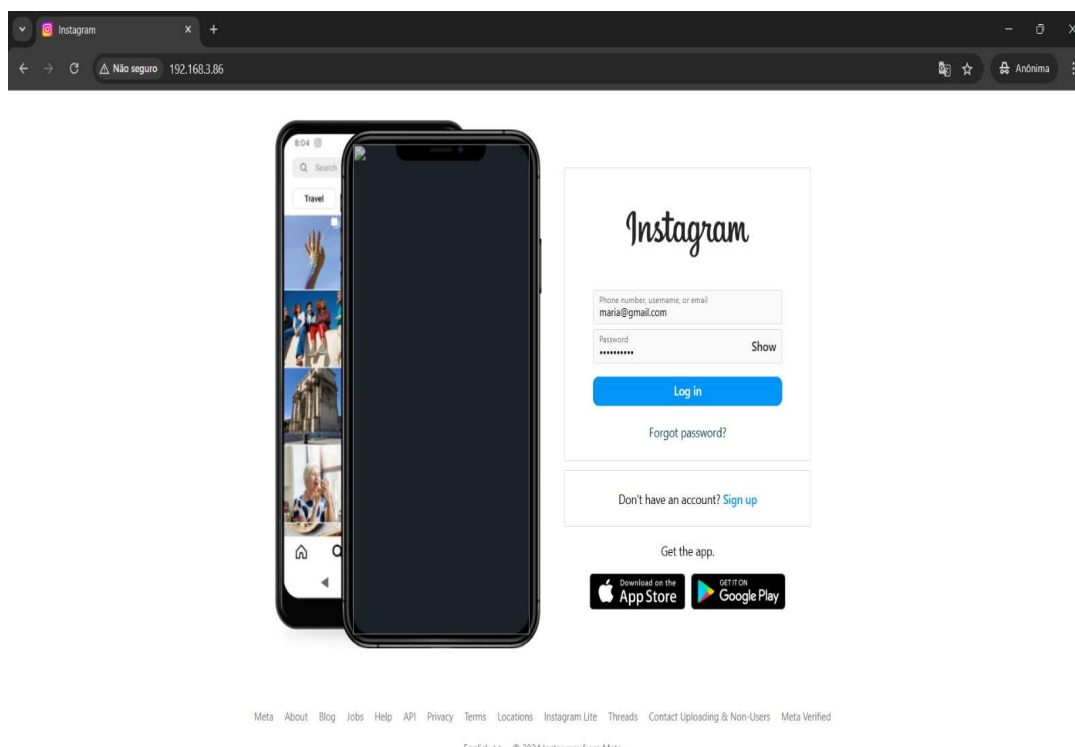 Instagram
Não seguro 192.168.3.86 Anônima
8:04
Search
Travel
Instagram
Phone number, username, or email
maria@gmail.com
Password
Show
Log in
Forgot password?
Don't have an account? Sign up
Get the app.
Download on the App Store
GET IT ON Google Play
Meta About Blog Jobs Help API Privacy Terms Locations Instagram Lite Threads Contact Uploading & Non-Users Meta Verified